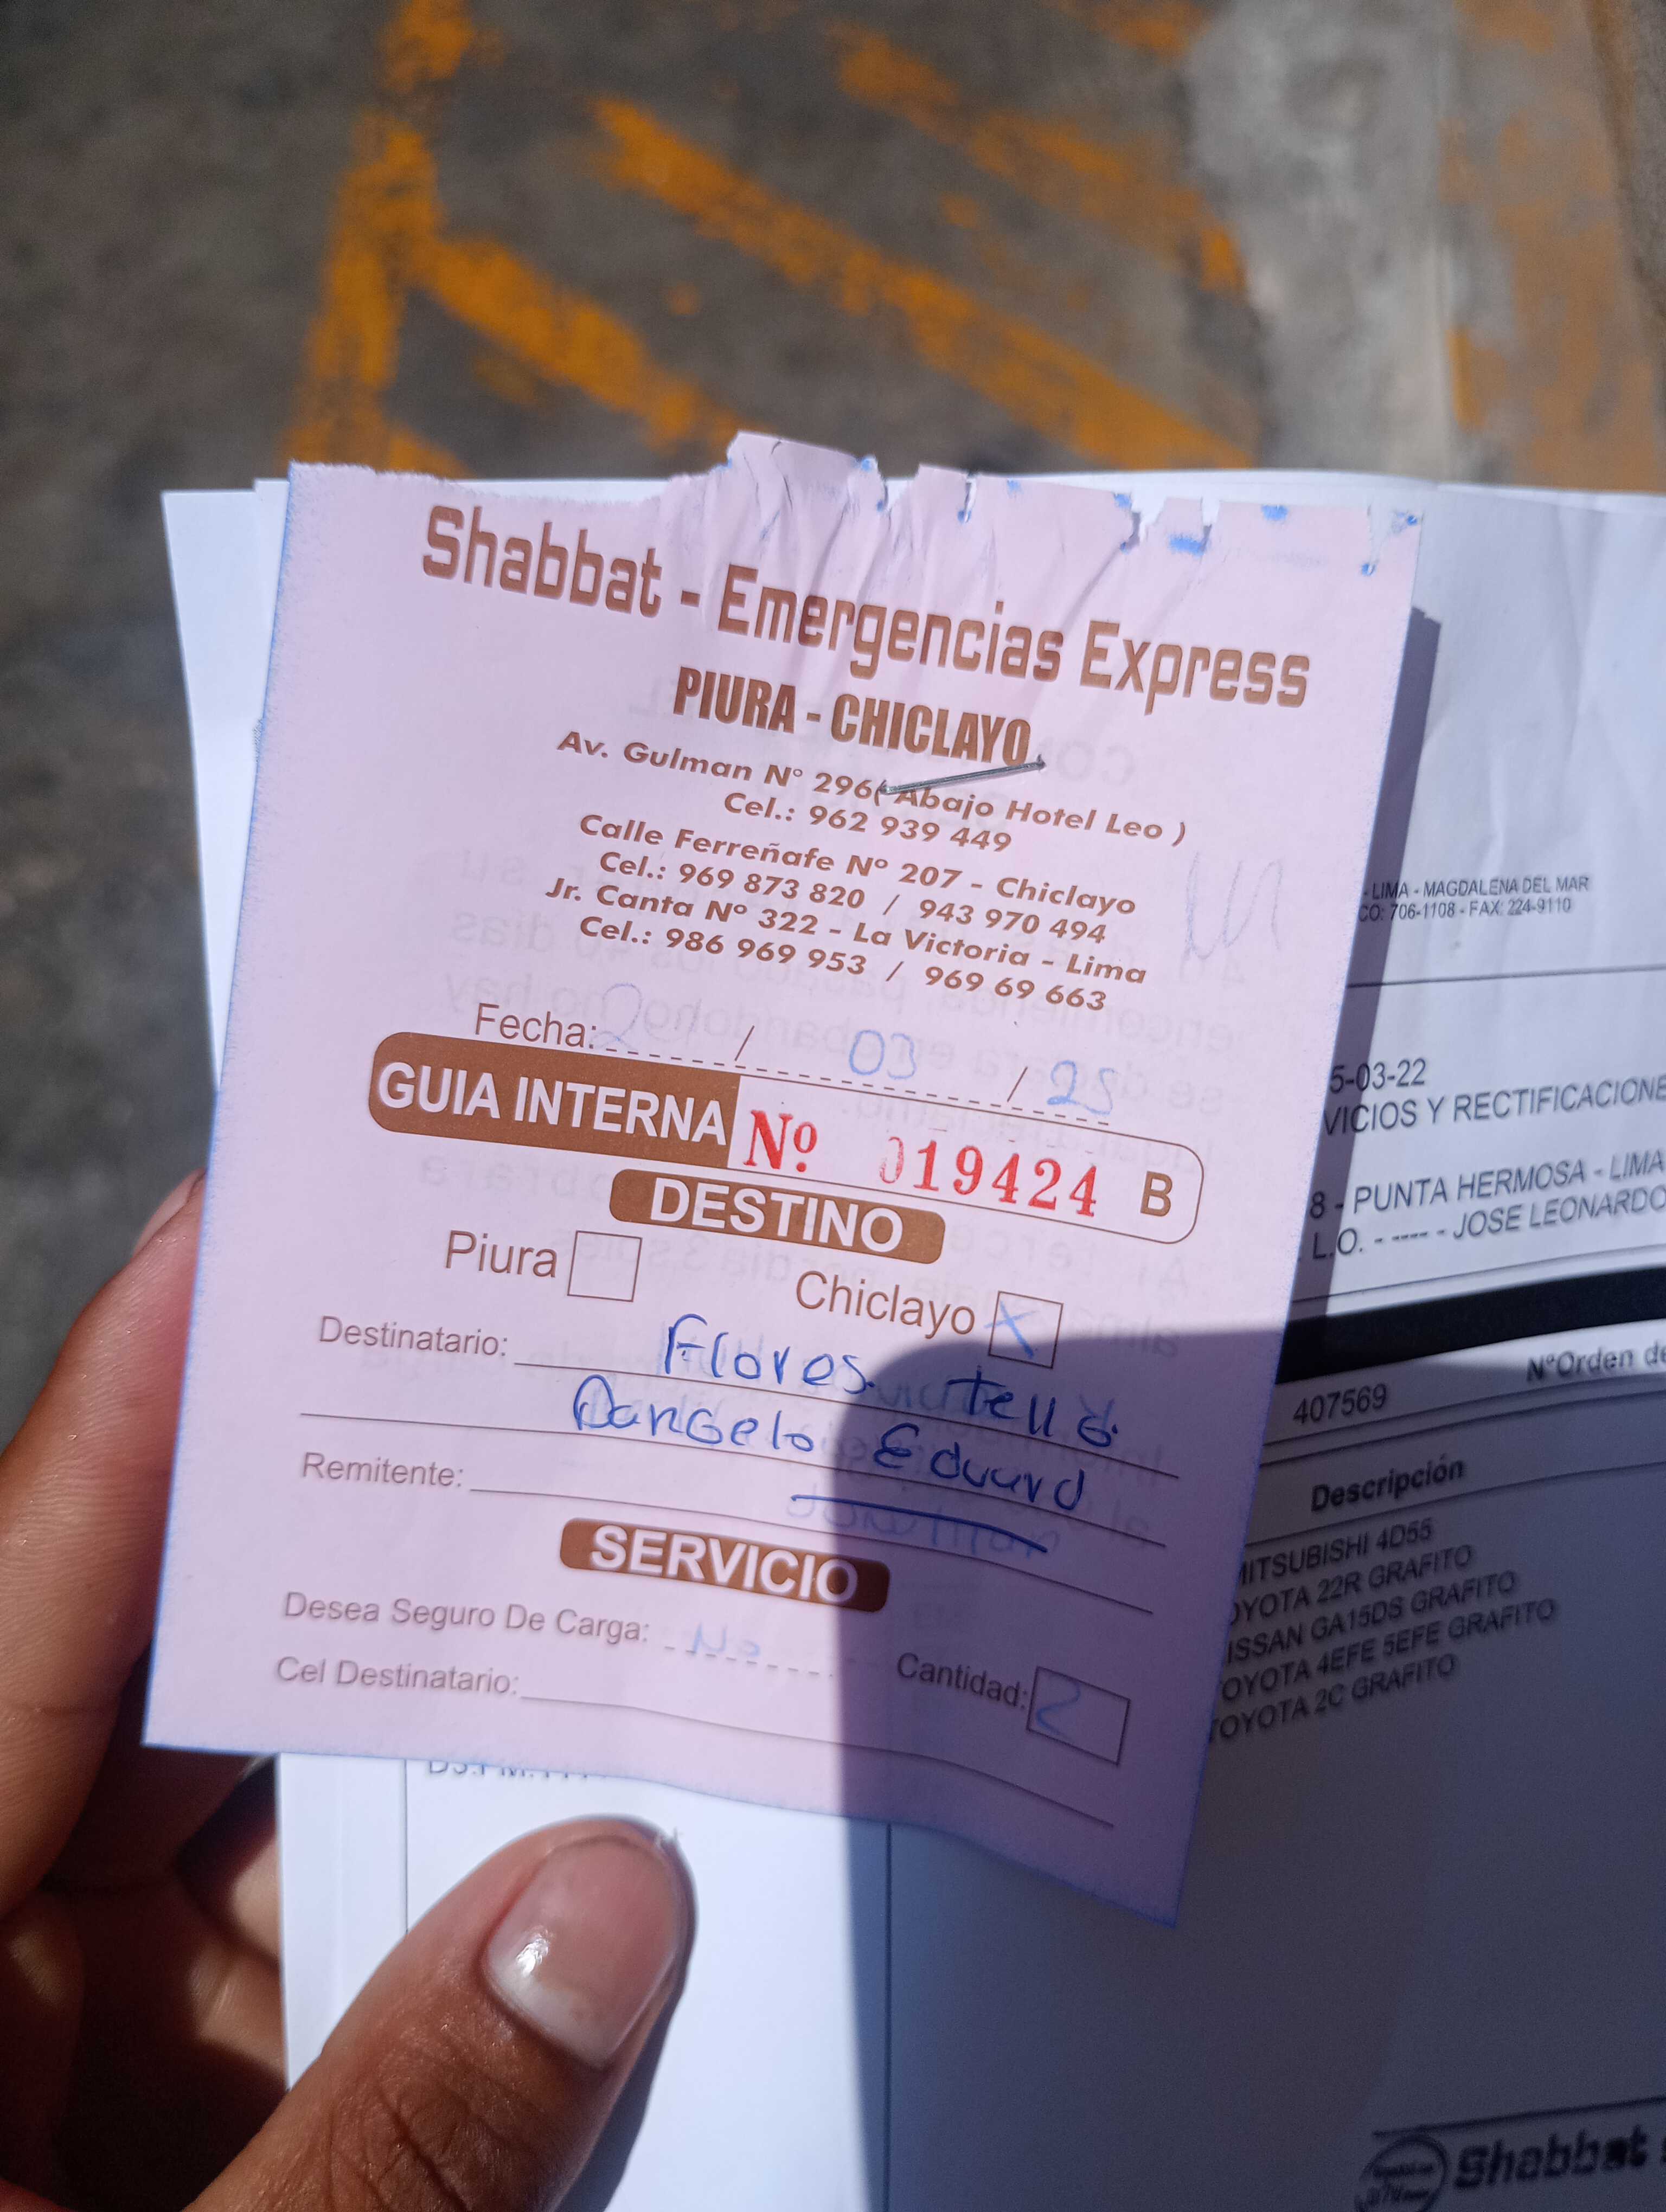 Shabbat - Emergencias Express
PIURA - CHICLAYO
Av. Gulman N° 296( Abajo Hotel Leo )
Cel.: 962 939 449
Calle Ferreñafe N° 207 - Chiclayo
Cel.: 969 873 820 / 943 970 494
Jr. Canta N° 322 - La Victoria - Lima
Cel.: 986 969 953 / 969 69 663
Fecha: / 03 / 25
GUIA INTERNA Nº 019424 B
DESTINO
Piura Chiclayo X
Destinatario: Flores Tello
Dangelo Eduard
Remitente:
SERVICIO
Desea Seguro De Carga: No
Cantidad: 2
Cel Destinatario:
- LIMA - MAGDALENA DEL MAR
CO: 706-1108 - FAX: 224-9110
5-03-22
VICIOS Y RECTIFICACIONE
8 - PUNTA HERMOSA - LIMA
L.O. - ---- - JOSE LEONARDO
N°Orden de
407569
Descripción
MITSUBISHI 4D55
OYOTA 22R GRAFITO
ISSAN GA15DS GRAFITO
OYOTA 4EFE 5EFE GRAFITO
TOYOTA 2C GRAFITO
Shabbat